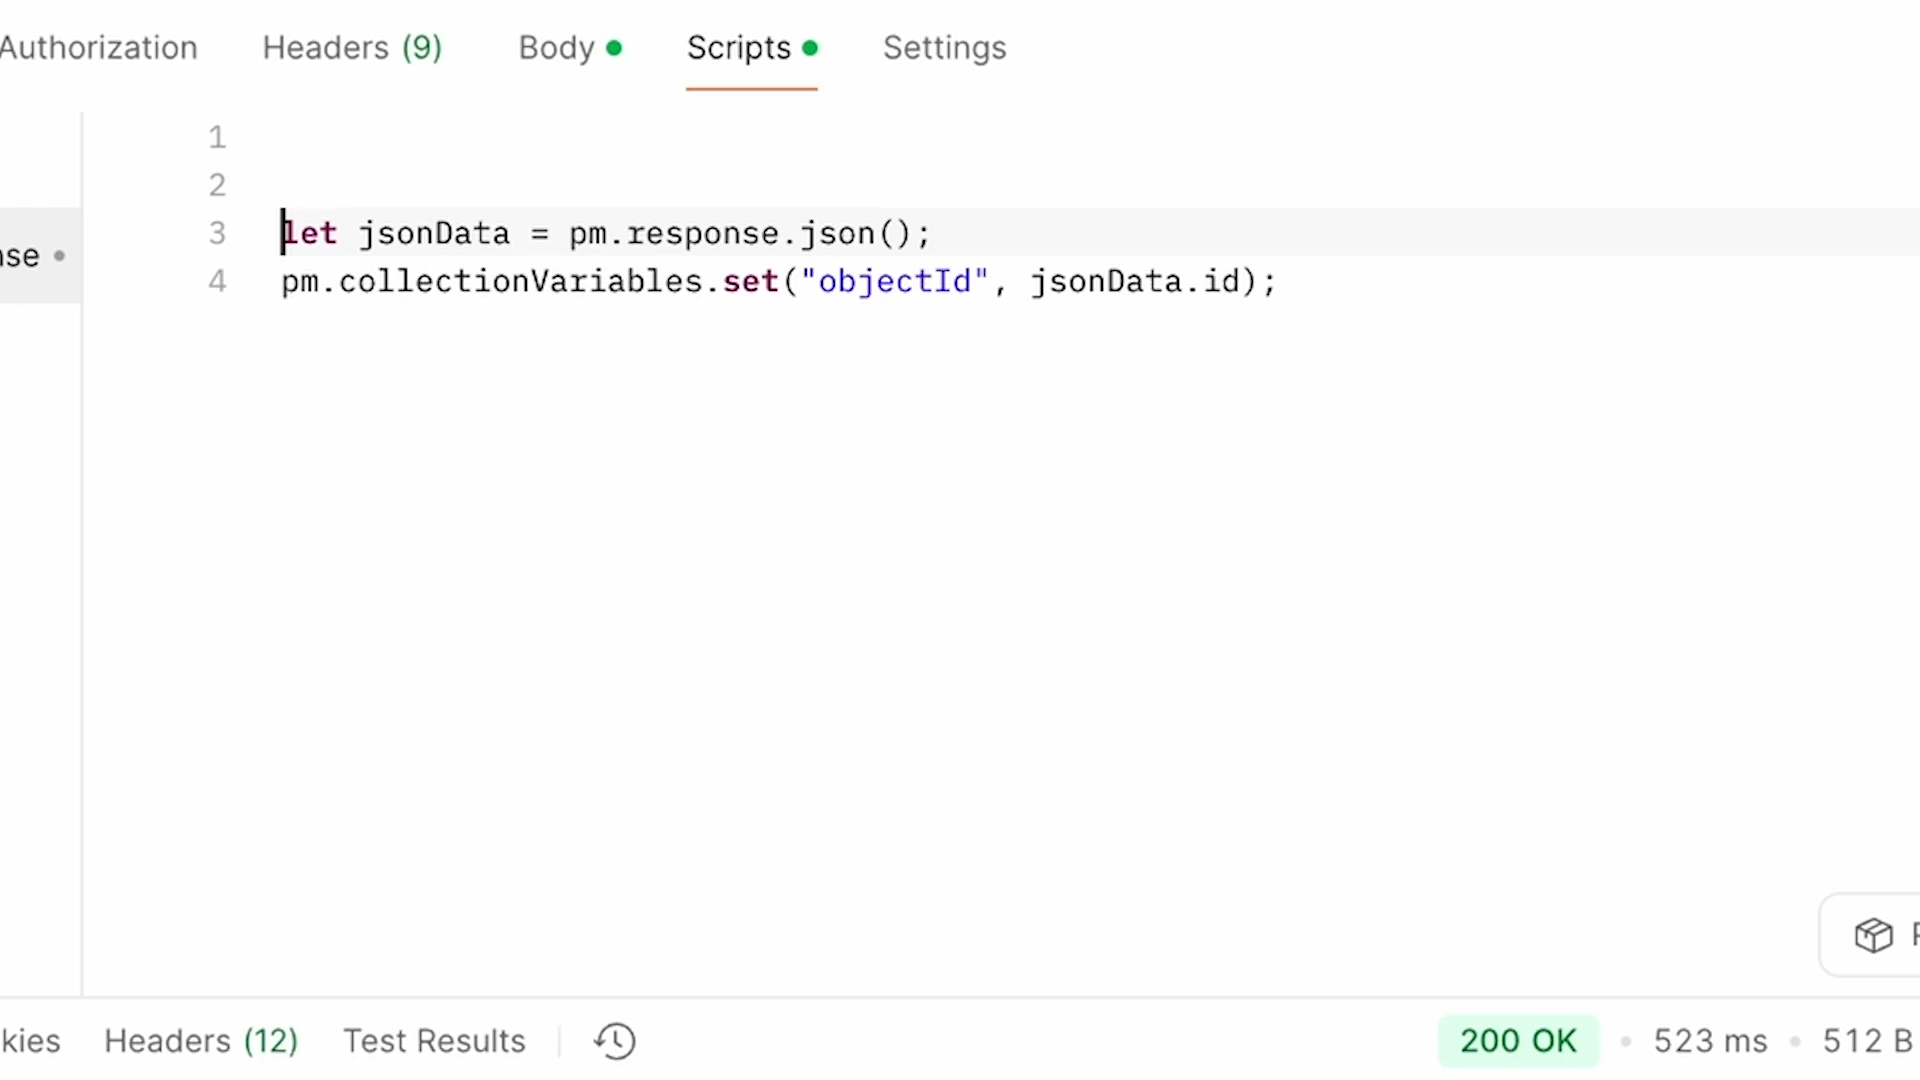 Authorization Headers (9) Body Scripts Settings
1
2
3 let jsonData = pm.response.json();
nse
4 pm.collectionVariables.set("objectId", jsonData.id);
kies Headers (12) Test Results 200 OK 523 ms 512 B